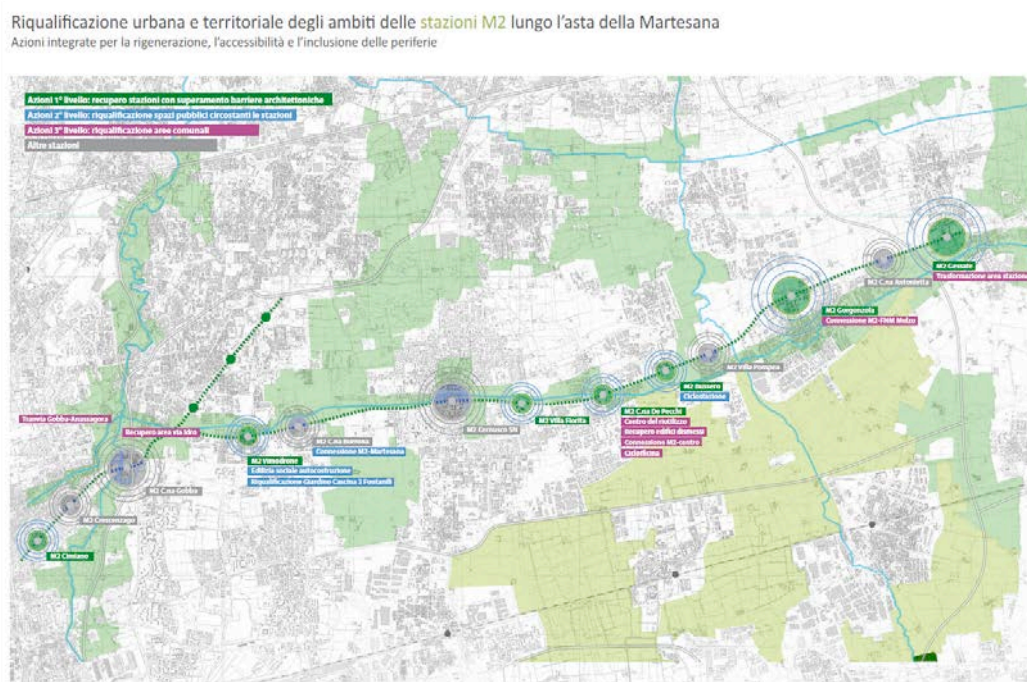 Riqualificazione urbana e territoriale degli ambiti delle stazioni M2 lungo l'asta della Martesana
Azioni integrate per la rigenerazione, l'accessibilità e l'inclusione delle periferie
Azioni 1° livello: recupero stazioni con superamento barriere architettoniche
Azioni 2° livello: riqualificazione spazi pubblici circostanti le stazioni
Azioni 3° livello: riqualificazione aree comunali
Altre stazioni
M2 Gessate
Trasformazione area stazione
M2 C.na Antonietta
M2 Gorgonzola
Connessione M2-FNM Melzo
M2 Villa Pompea
M2 Bussero
Ciclostazione
M2 C.na De Pecchi
Centro del riutilizzo
Recupero edifici dismessi
Connessione M2-centro
Ciclofficina
M2 Villa Fiorita
M2 Cernusco SN
M2 C.na Burrona
Connessione M2-Martesana
M2 Vimodrone
Edilizia sociale autocostruzione
Riqualificazione Giardino Cascina 3 Fontanili
Tramvia Gobba-Anassagora
Recupero area via Idro
M2 C.na Gobba
M2 Crescenzago
M2 Cimiano